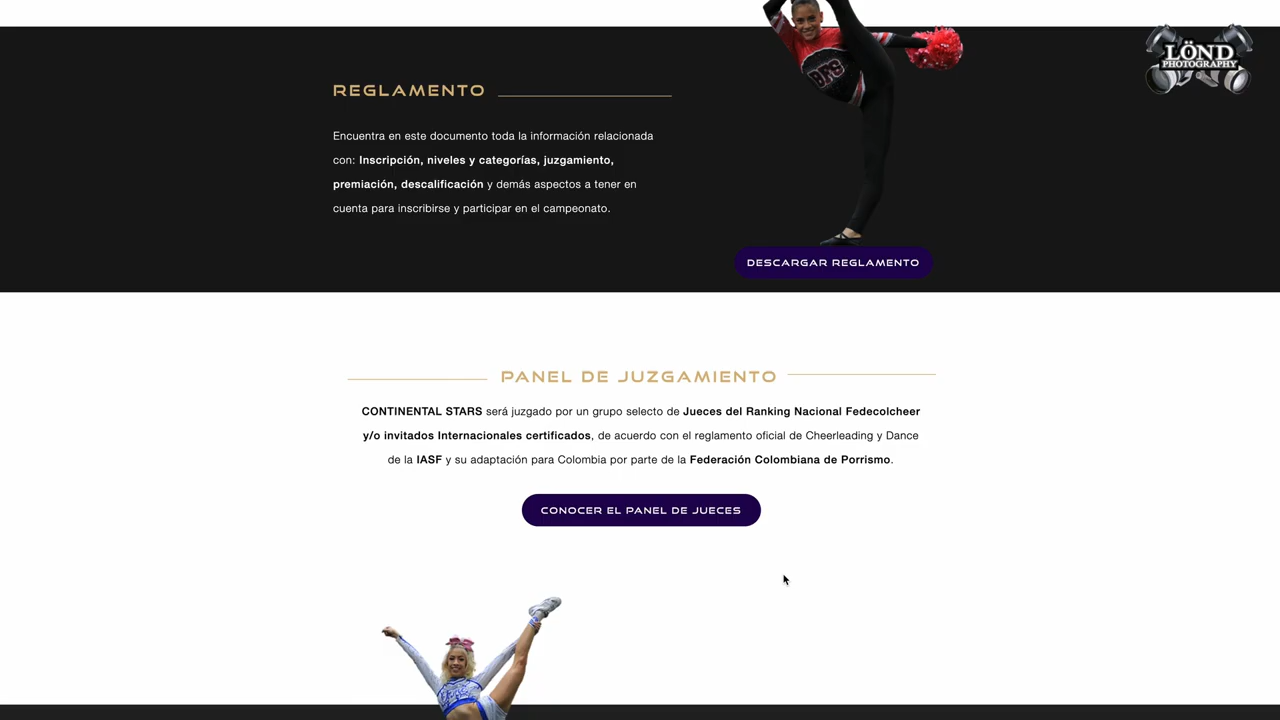 LÖND
PHOTOGRAPHY
BPS
REGLAMENTO
Encuentra en este documento toda la información relacionada
con: Inscripción, niveles y categorías, juzgamiento,
premiación, descalificación y demás aspectos a tener en
cuenta para inscribirse y participar en el campeonato.
DESCARGAR REGLAMENTO
PANEL DE JUZGAMIENTO
CONTINENTAL STARS será juzgado por un grupo selecto de Jueces del Ranking Nacional Fedecolcheer
y/o invitados Internacionales certificados, de acuerdo con el reglamento oficial de Cheerleading y Dance
de la IASF y su adaptación para Colombia por parte de la Federación Colombiana de Porrismo.
CONOCER EL PANEL DE JUECES